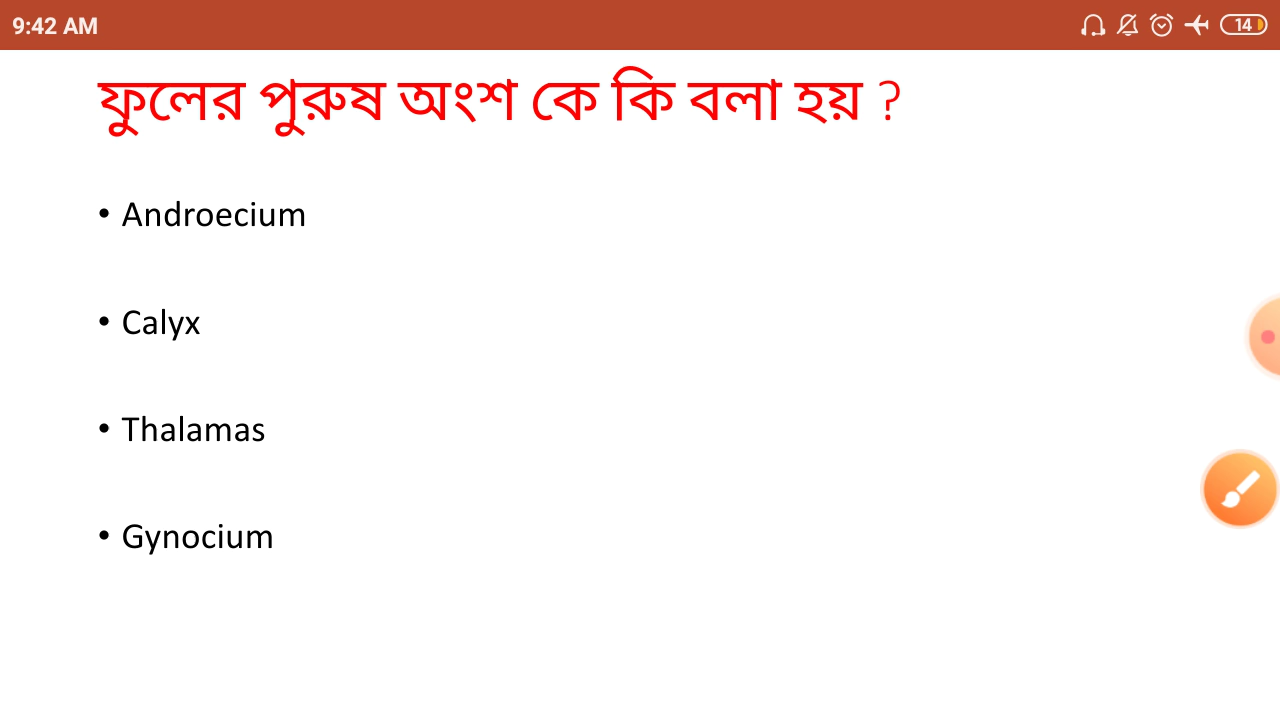 9:42 AM
14
ফুলের পুরুষ অংশ কে কি বলা হয় ?
• Androecium
• Calyx
• Thalamas
• Gynocium